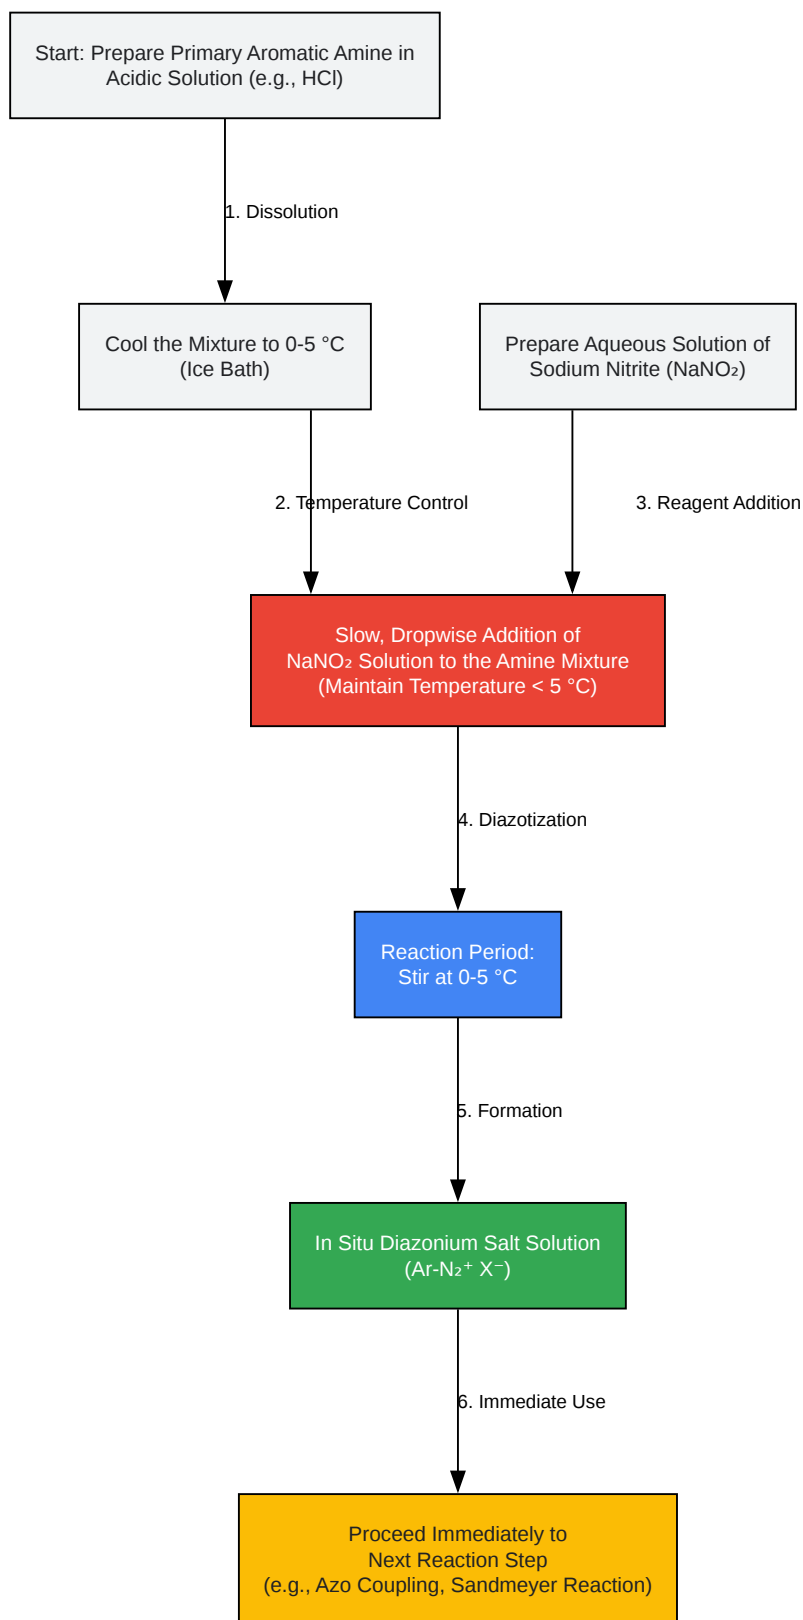 Start: Prepare Primary Aromatic Amine in
Acidic Solution (e.g., HCl)
1. Dissolution
Cool the Mixture to 0-5 °C
(Ice Bath)
Prepare Aqueous Solution of
Sodium Nitrite (NaNO₂)
2. Temperature Control
3. Reagent Addition
Slow, Dropwise Addition of
NaNO₂ Solution to the Amine Mixture
(Maintain Temperature < 5 °C)
4. Diazotization
Reaction Period:
Stir at 0-5 °C
5. Formation
In Situ Diazonium Salt Solution
(Ar-N₂⁺ X⁻)
6. Immediate Use
Proceed Immediately to
Next Reaction Step
(e.g., Azo Coupling, Sandmeyer Reaction)